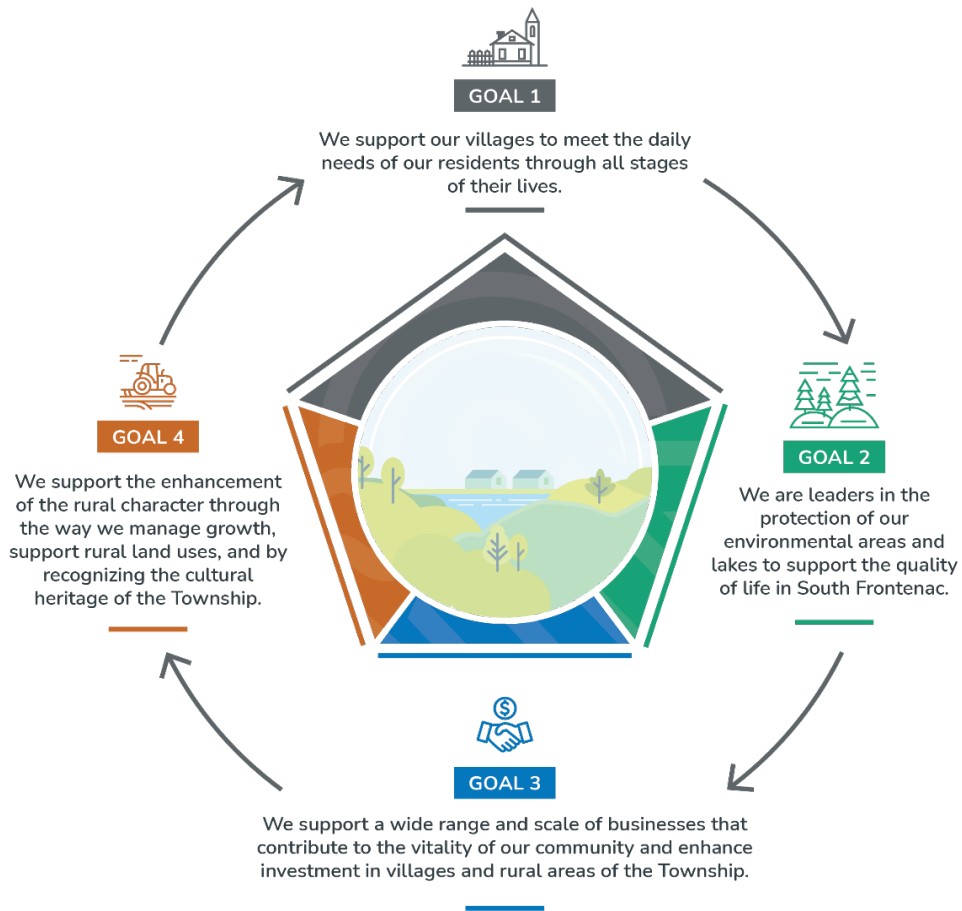 GOAL 1
We support our villages to meet the daily
needs of our residents through all stages
of their lives.
GOAL 2
We are leaders in the
protection of our
environmental areas and
lakes to support the quality
of life in South Frontenac.
GOAL 3
We support a wide range and scale of businesses that
contribute to the vitality of our community and enhance
investment in villages and rural areas of the Township.
GOAL 4
We support the enhancement
of the rural character through
the way we manage growth,
support rural land uses, and by
recognizing the cultural
heritage of the Township.
$